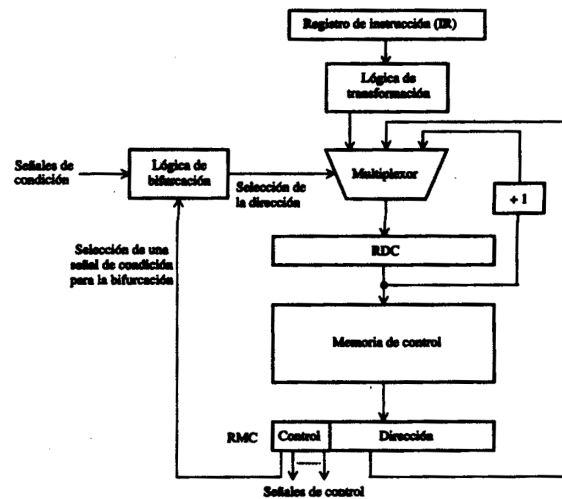 Registro de instrucción (IR)
Lógica de
transformación
Señales de
condición
Lógica de
bifurcación
Selección de
la dirección
Multiplexor
+ 1
Selección de una
señal de condición
para la bifurcación
RDC
Memoria de control
RMC
Control
Dirección
Señales de control